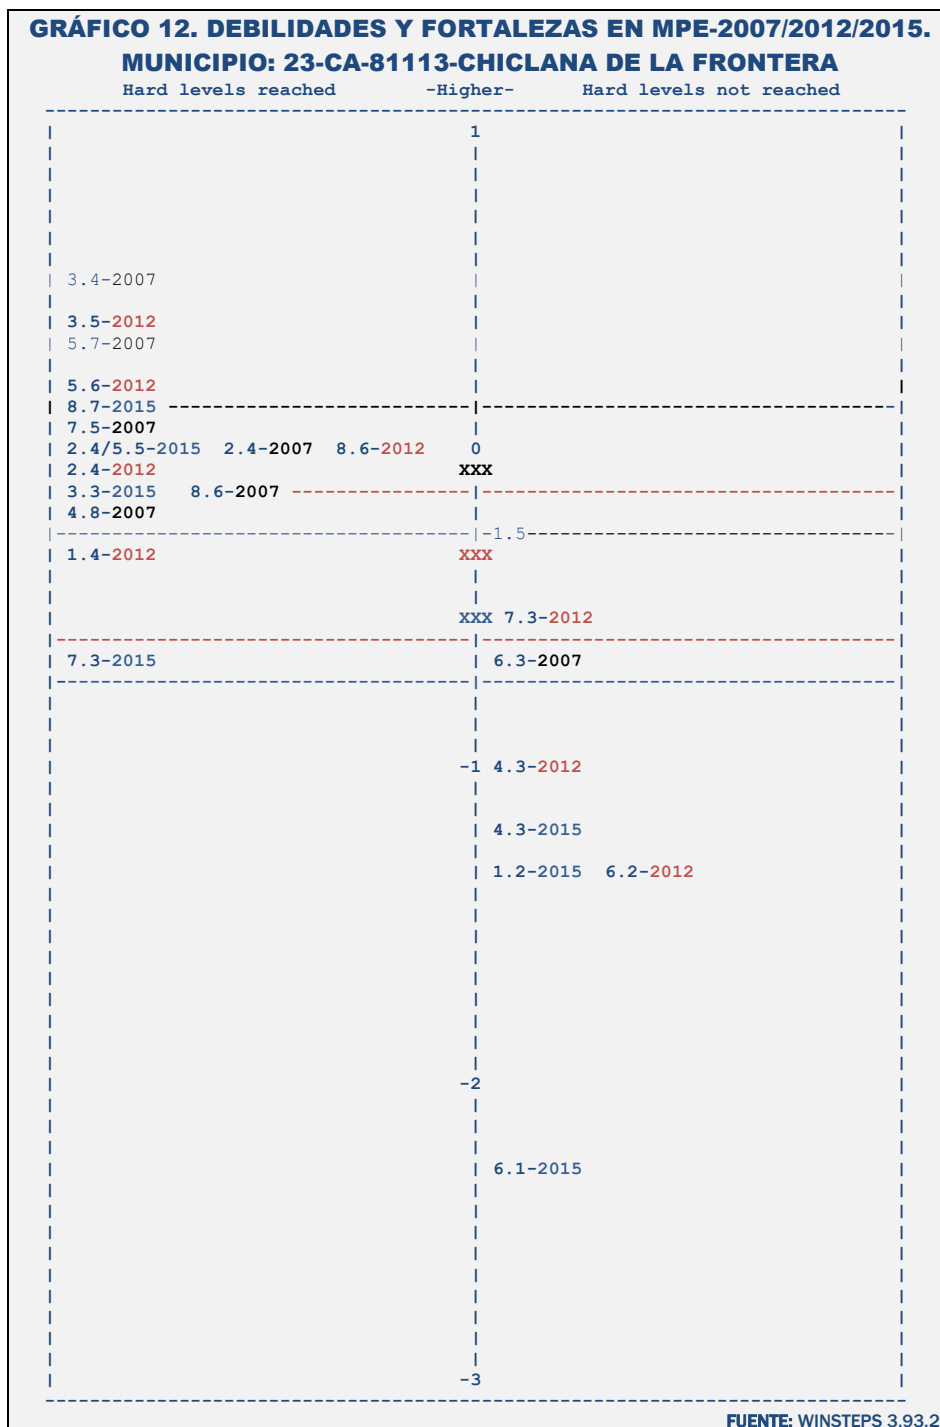 GRÁFICO 12. DEBILIDADES Y FORTALEZAS EN MPE-2007/2012/2015.
MUNICIPIO: 23-CA-81113-CHICLANA DE LA FRONTERA
Hard levels reached -Higher- Hard levels not reached
1
3.4-2007
3.5-2012
5.7-2007
5.6-2012
8.7-2015
7.5-2007
2.4/5.5-2015 2.4-2007 8.6-2012 0
2.4-2012 XXX
3.3-2015 8.6-2007
4.8-2007
-1.5
1.4-2012 XXX
XXX 7.3-2012
7.3-2015 6.3-2007
-1 4.3-2012
4.3-2015
1.2-2015 6.2-2012
-2
6.1-2015
-3
FUENTE: WINSTEPS 3.93.2